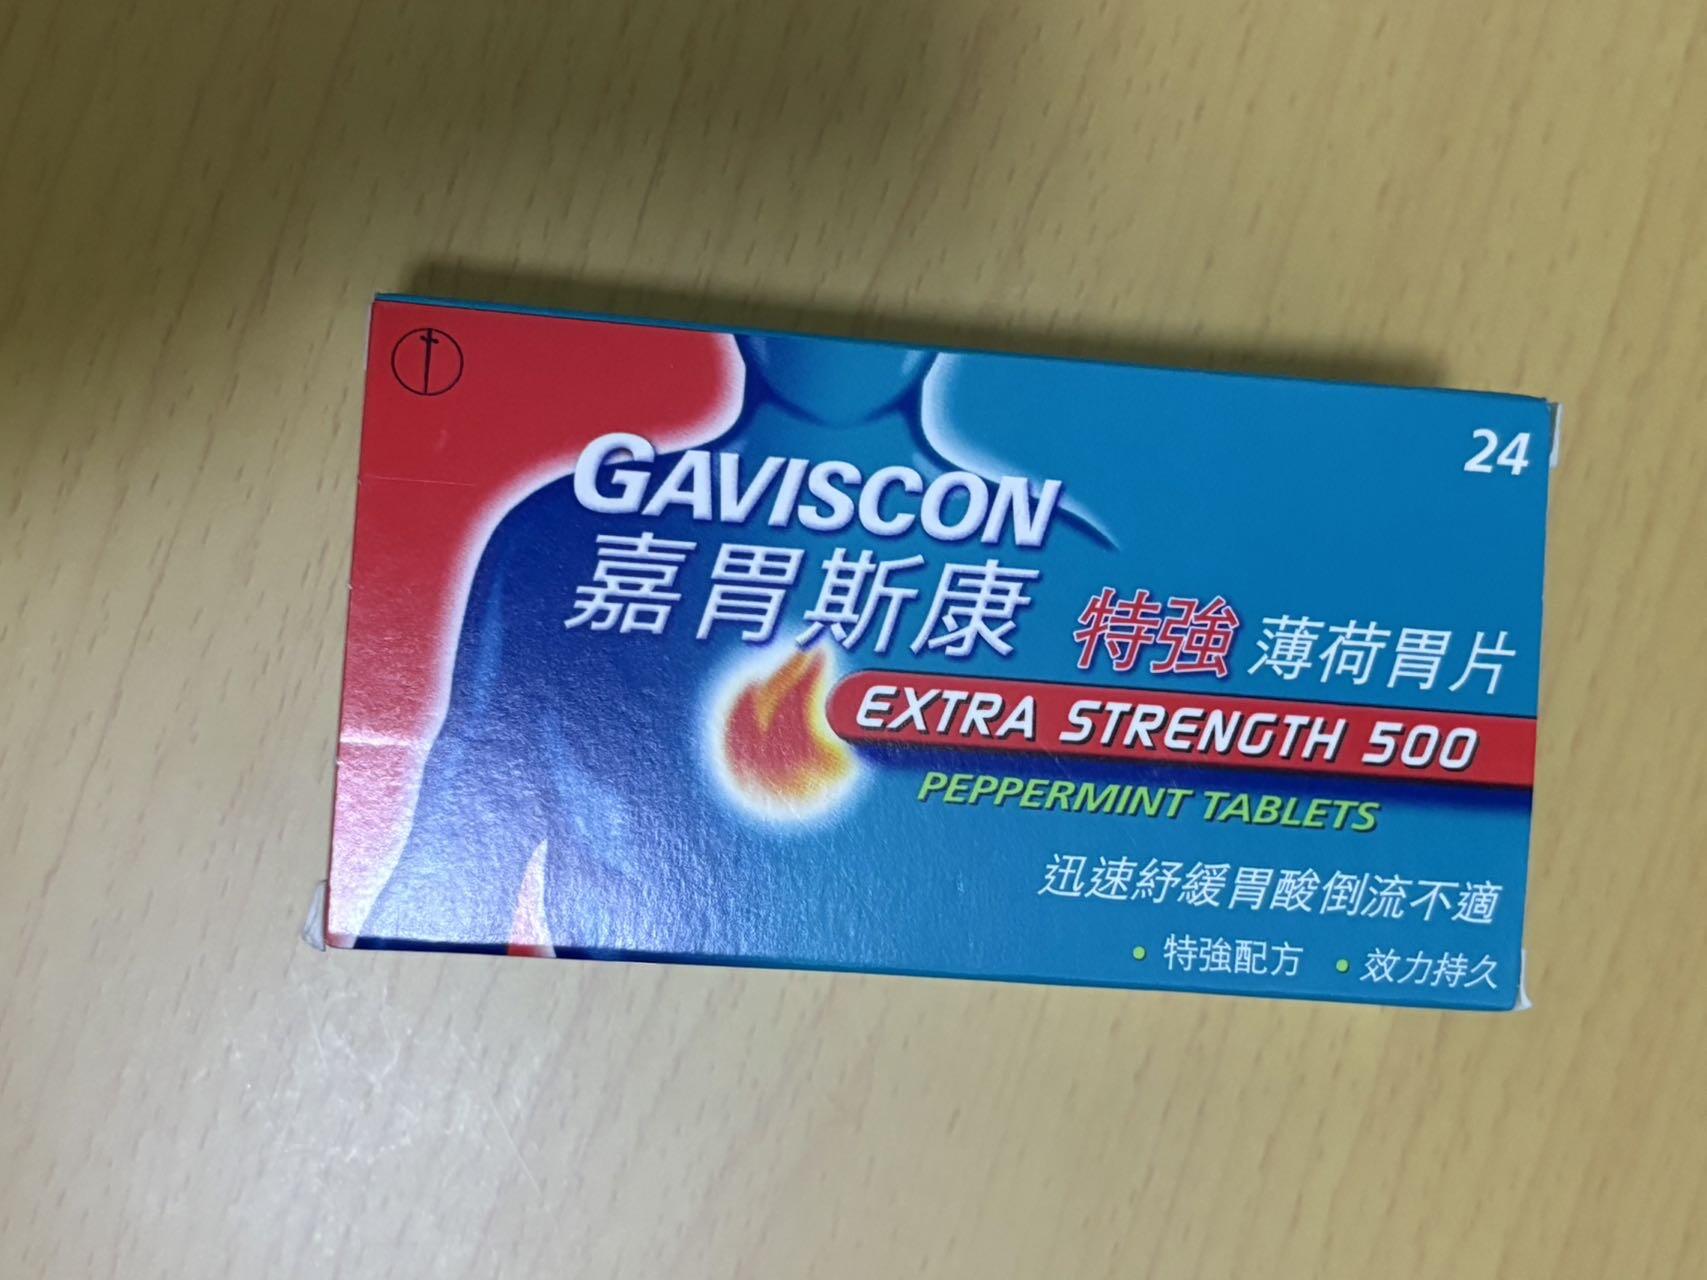 24
GAVISCON
嘉胃斯康 特強 薄荷胃片
EXTRA STRENGTH 500
PEPPERMINT TABLETS
迅速紓緩胃酸倒流不適
• 特強配方 • 效力持久